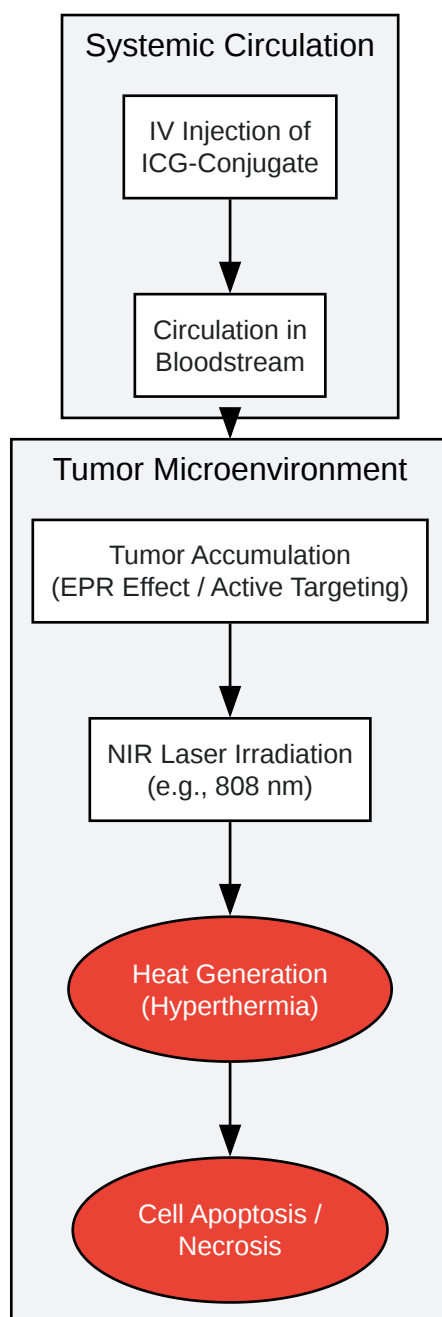 Systemic Circulation
IV Injection of
ICG-Conjugate
Circulation in
Bloodstream
Tumor Microenvironment
Tumor Accumulation
(EPR Effect / Active Targeting)
NIR Laser Irradiation
(e.g., 808 nm)
Heat Generation
(Hyperthermia)
Cell Apoptosis /
Necrosis